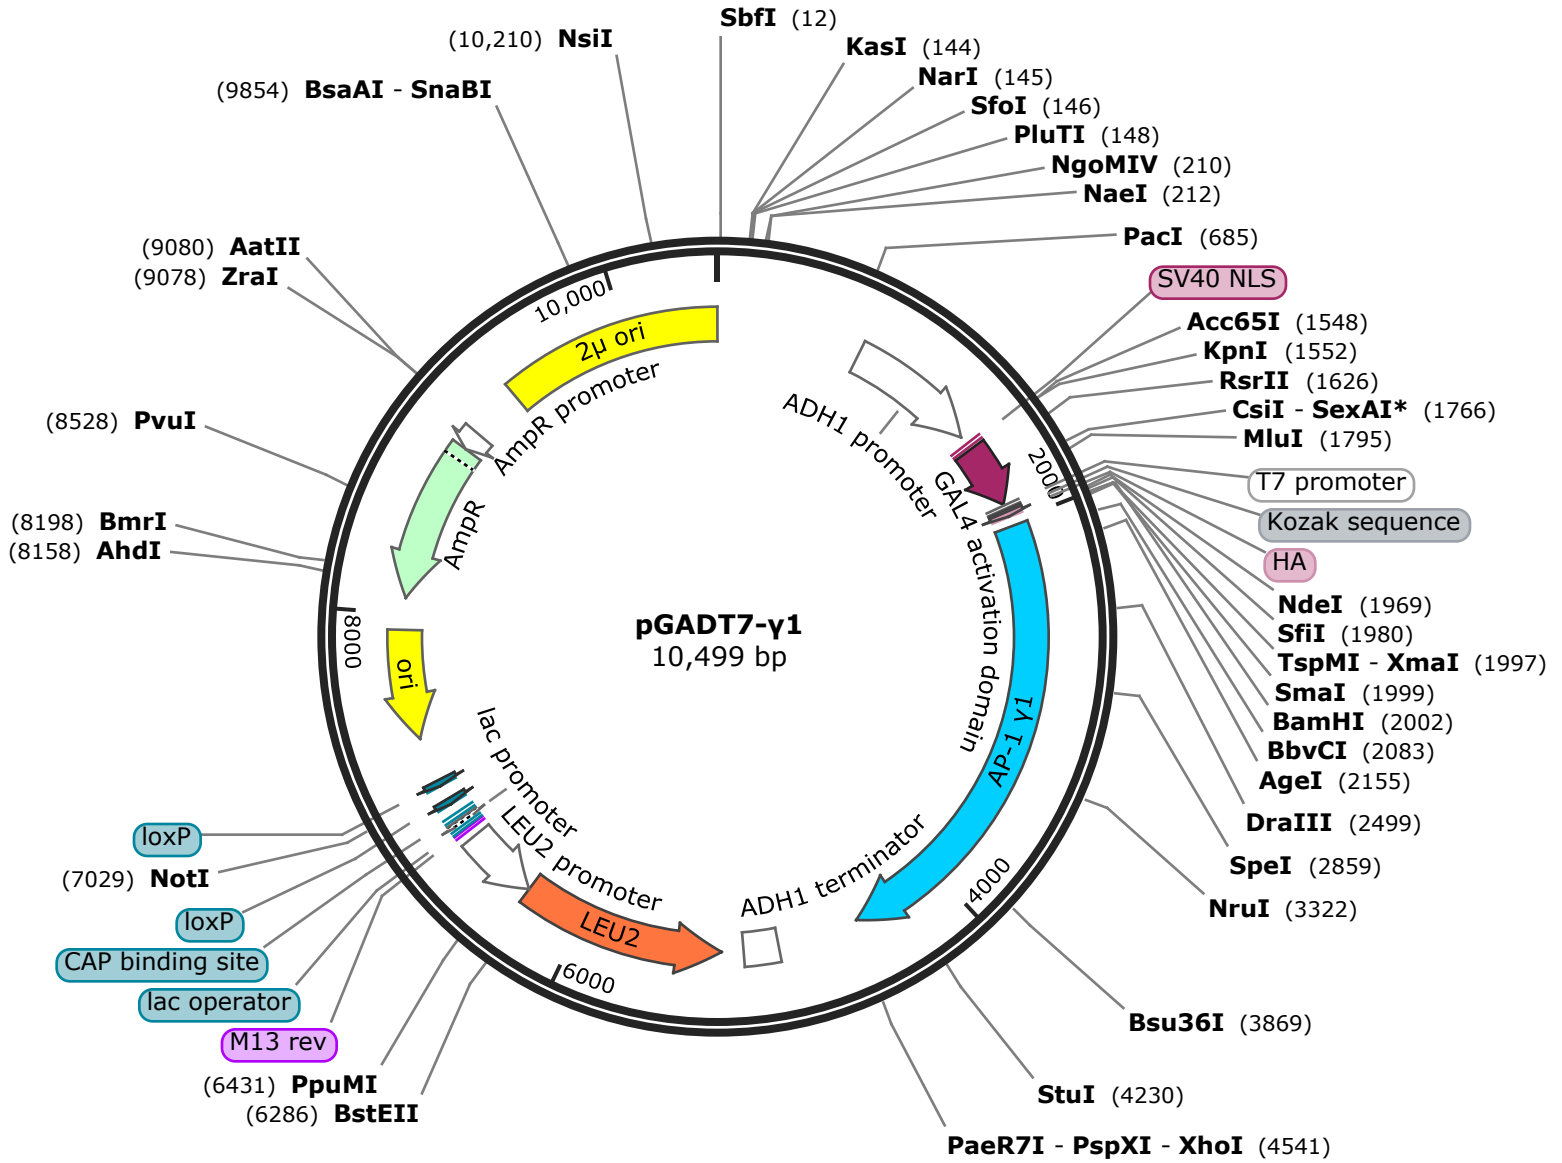 SbfI (12)
KasI (144)
NarI (145)
SfoI (146)
PluTI (148)
NgoMIV (210)
NaeI (212)
PacI (685)
SV40 NLS
Acc65I (1548)
KpnI (1552)
RsrII (1626)
CsiI - SexAI* (1766)
MluI (1795)
T7 promoter
Kozak sequence
HA
NdeI (1969)
SfiI (1980)
TspMI - XmaI (1997)
SmaI (1999)
BamHI (2002)
BbvCI (2083)
AgeI (2155)
DraIII (2499)
SpeI (2859)
NruI (3322)
Bsu36I (3869)
StuI (4230)
PaeR7I - PspXI - XhoI (4541)
(6286) BstEII
(6431) PpuMI
M13 rev
lac operator
CAP binding site
loxP
(7029) NotI
loxP
(8158) AhdI
(8198) BmrI
(8528) PvuI
(9078) ZraI
(9080) AatII
(9854) BsaAI - SnaBI
(10,210) NsiI
2000
4000
6000
8000
10,000
2μ ori
AmpR promoter
AmpR
ori
lac promoter
LEU2 promoter
LEU2
ADH1 terminator
AP-1 γ1
GAL4 activation domain
ADH1 promoter
pGADT7-γ1
10,499 bp